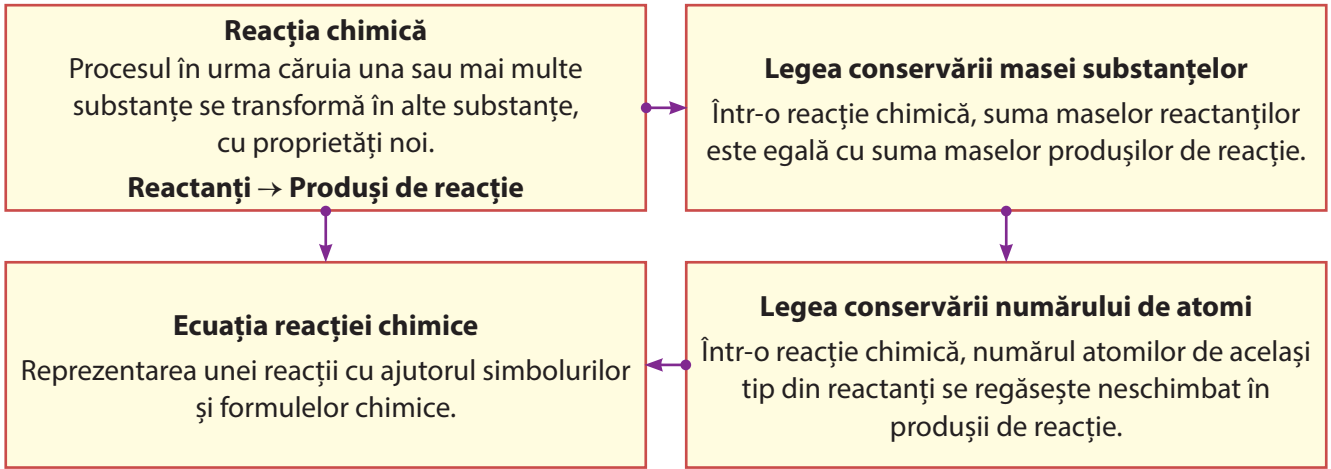 Reacția chimică
Procesul în urma căruia una sau mai multe
substanțe se transformă în alte substanțe,
cu proprietăți noi.
Reactanți → Produși de reacție
Legea conservării masei substanțelor
Într-o reacție chimică, suma maselor reactanților
este egală cu suma maselor produșilor de reacție.
Ecuația reacției chimice
Reprezentarea unei reacții cu ajutorul simbolurilor
și formulelor chimice.
Legea conservării numărului de atomi
Într-o reacție chimică, numărul atomilor de același
tip din reactanți se regăsește neschimbat în
produșii de reacție.